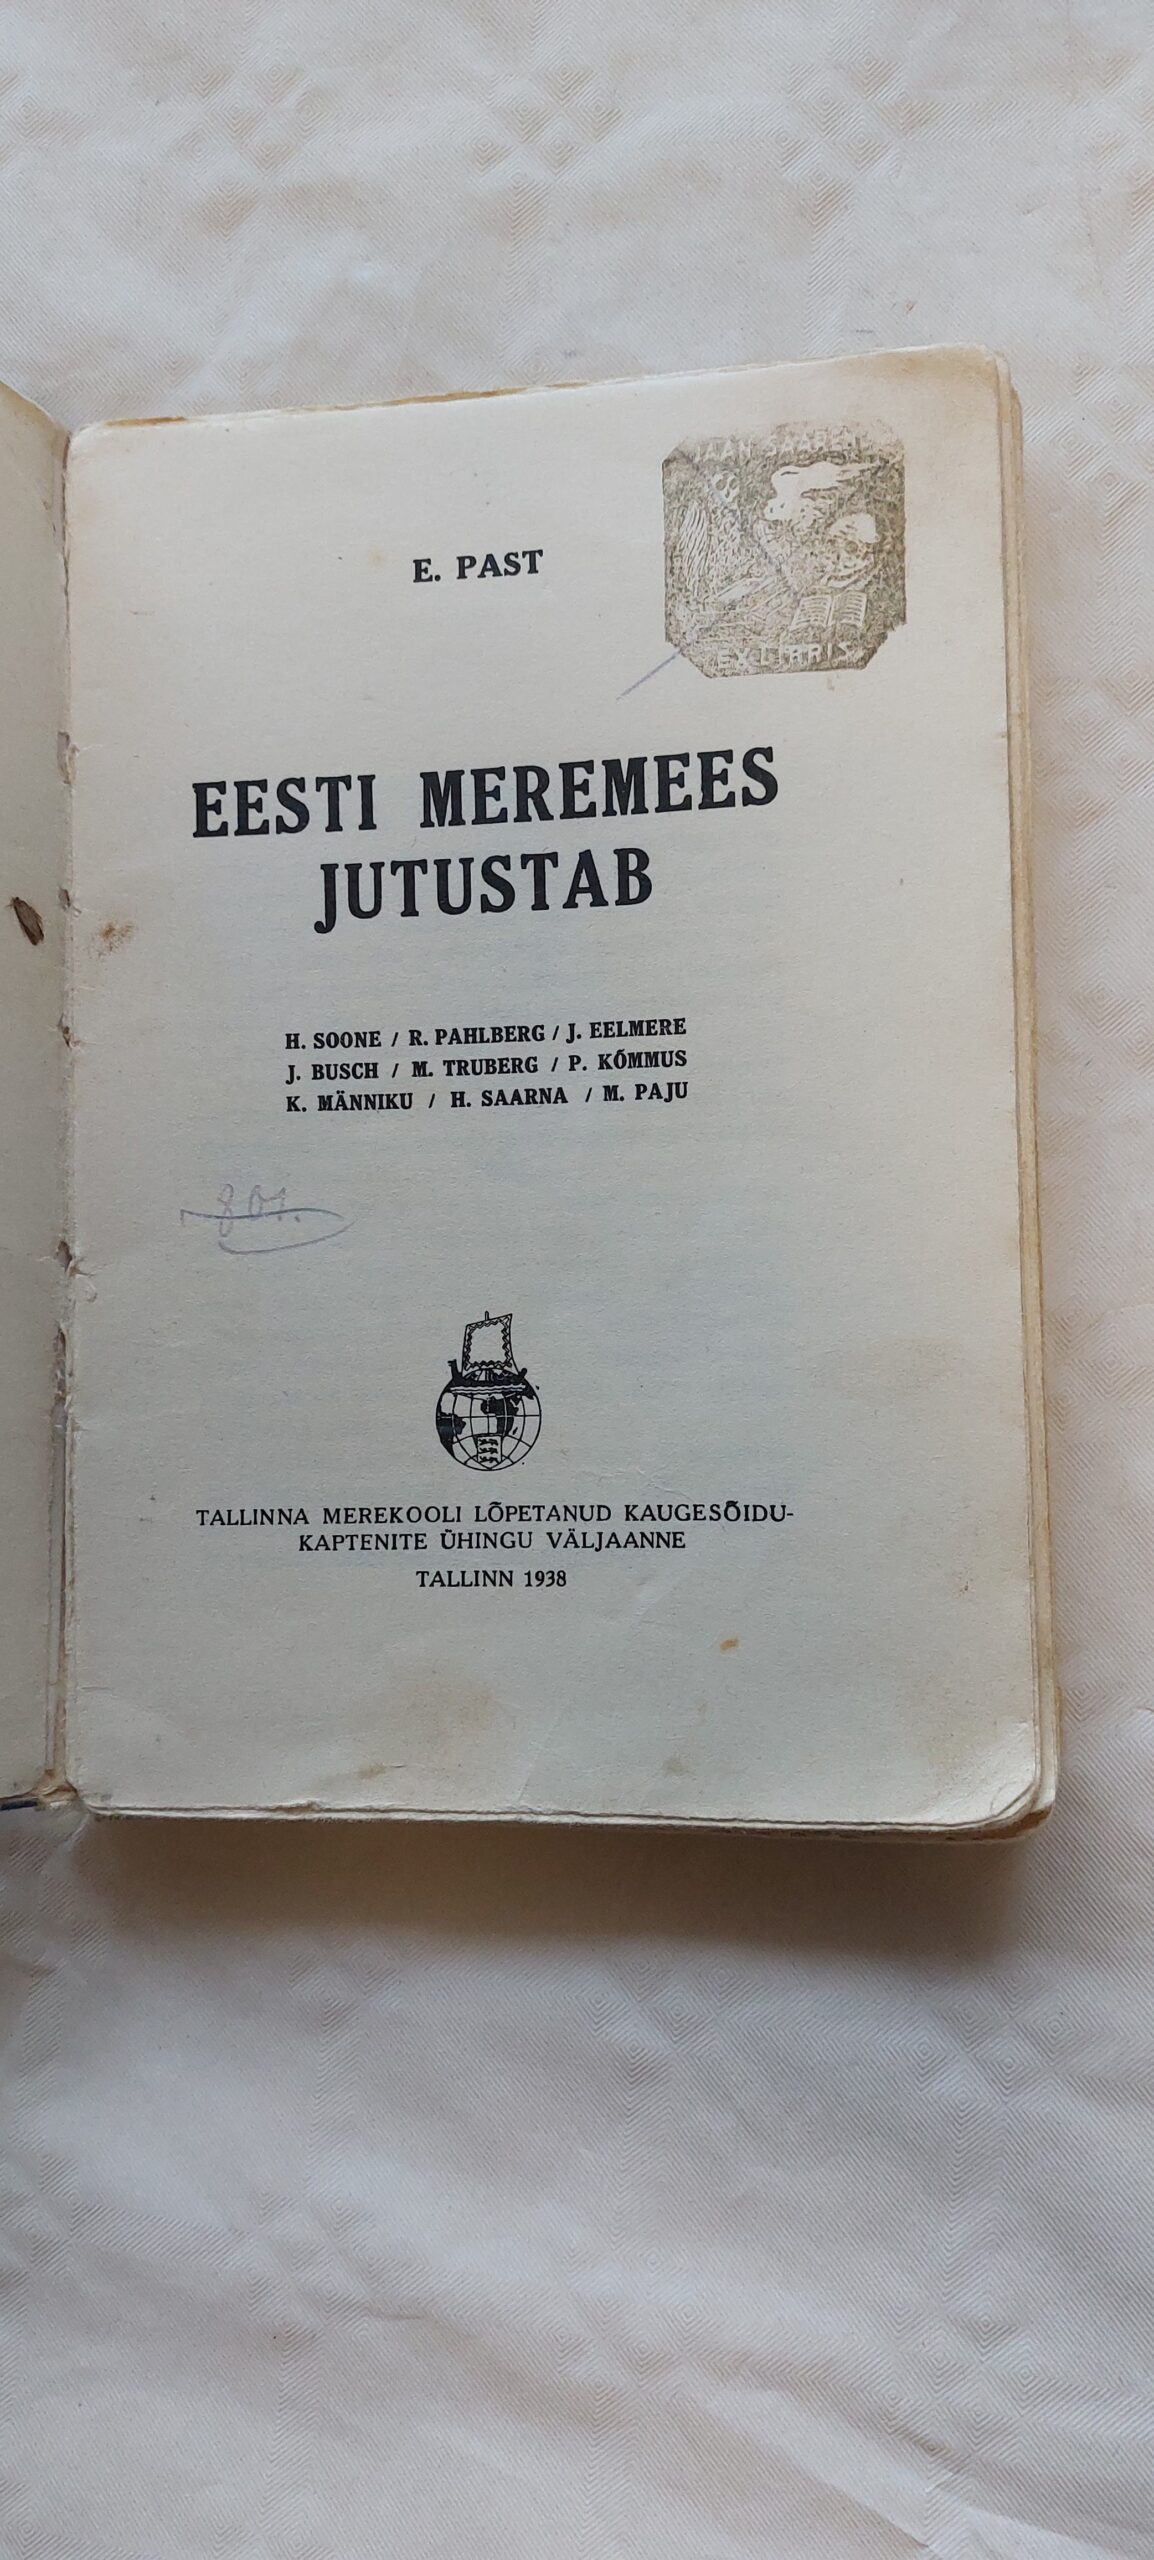 E. PAST
EX LIBRIS
EESTI MEREMEES
JUTUSTAB
H. SOONE / R. PAHLBERG / J. EELMERE
J. BUSCH / M. TRUBERG / P. KÕMMUS
K. MÄNNIKU / H. SAARNA / M. PAJU
801.
TALLINNA MEREKOOLI LÕPETANUD KAUGESÕIDU-
KAPTENITE ÜHINGU VÄLJAANNE
TALLINN 1938